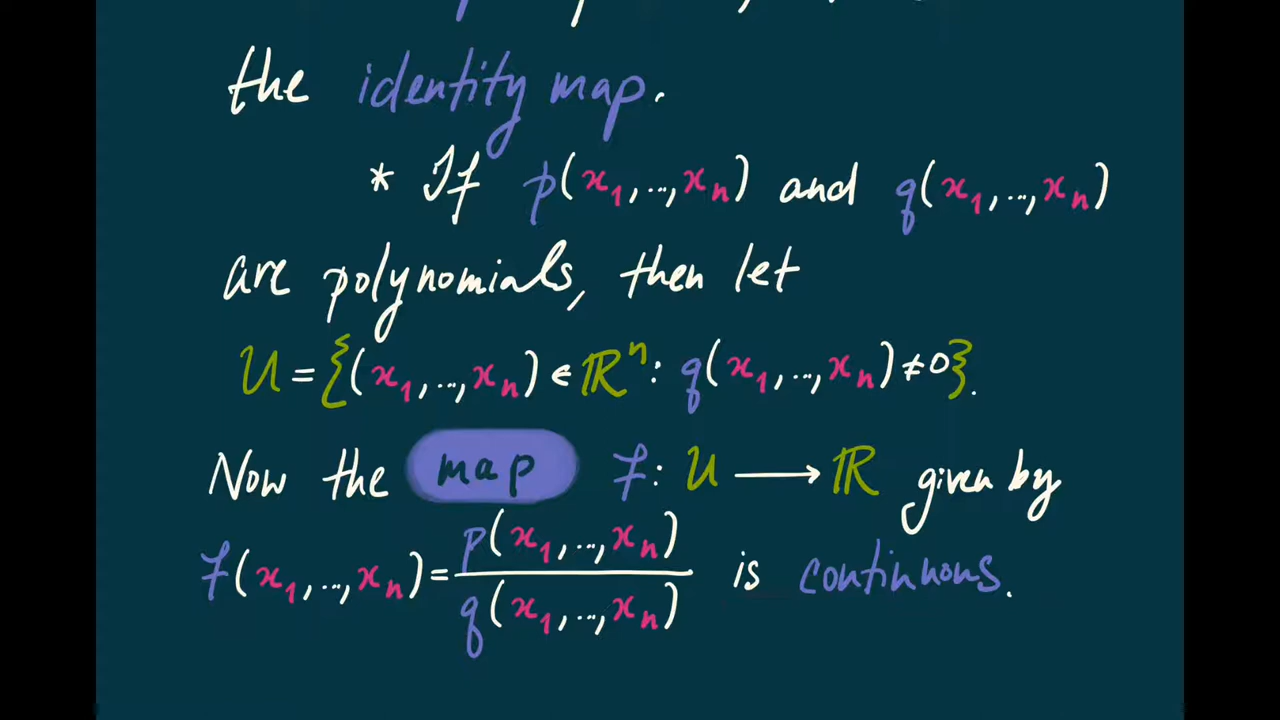 the identity map.
* If p(x₁,...,xₙ) and q(x₁,...,xₙ)
are polynomials, then let
U = {(x₁,...,xₙ) ∈ ℝⁿ: q(x₁,...,xₙ) ≠ 0}.
Now the map f: U ⟶ ℝ given by
f(x₁,...,xₙ) = p(x₁,...,xₙ) / q(x₁,...,xₙ) is continuous.